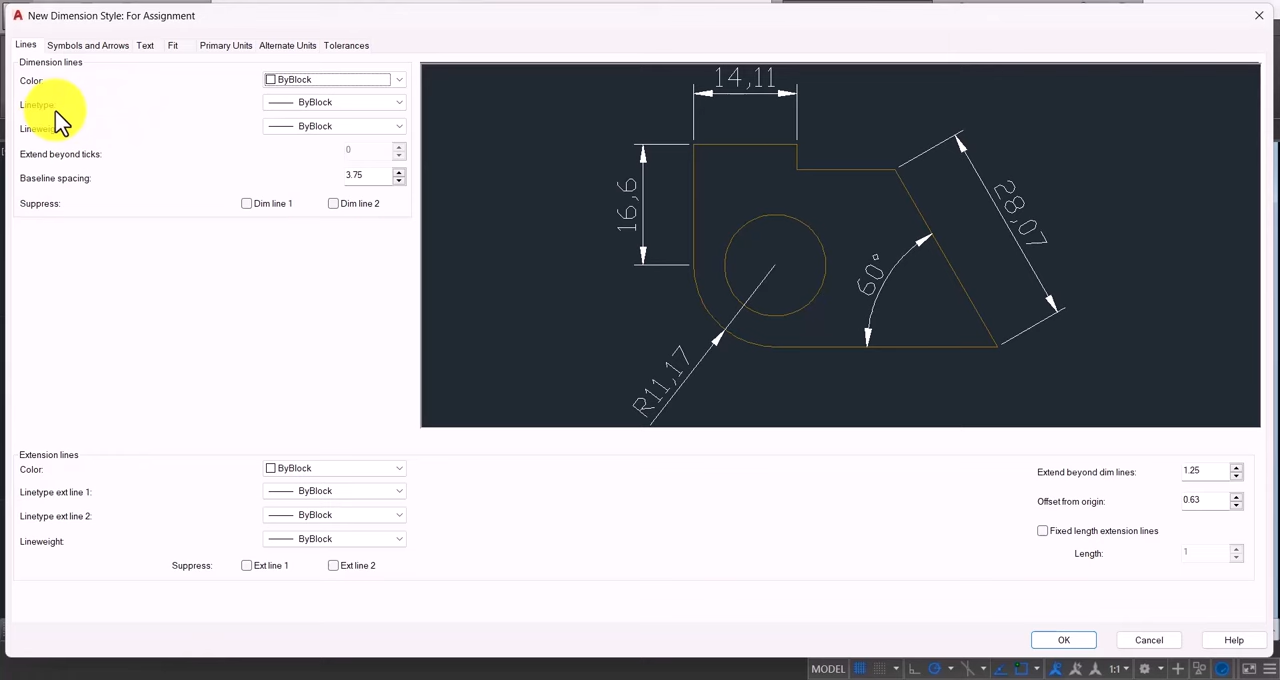 New Dimension Style: For Assignment
Lines Symbols and Arrows Text Fit Primary Units Alternate Units Tolerances
Dimension lines
Color: ByBlock
Linetype ByBlock
Lineweight ByBlock
Extend beyond ticks: 0
Baseline spacing: 3.75
Suppress: Dim line 1 Dim line 2
14,11
16,6
28,07
60°
R11,17
Extension lines
Color: ByBlock
Linetype ext line 1: ByBlock
Linetype ext line 2: ByBlock
Lineweight: ByBlock
Suppress: Ext line 1 Ext line 2
Extend beyond dim lines: 1.25
Offset from origin: 0.63
Fixed length extension lines
Length: 1
OK Cancel Help
MODEL 1:1